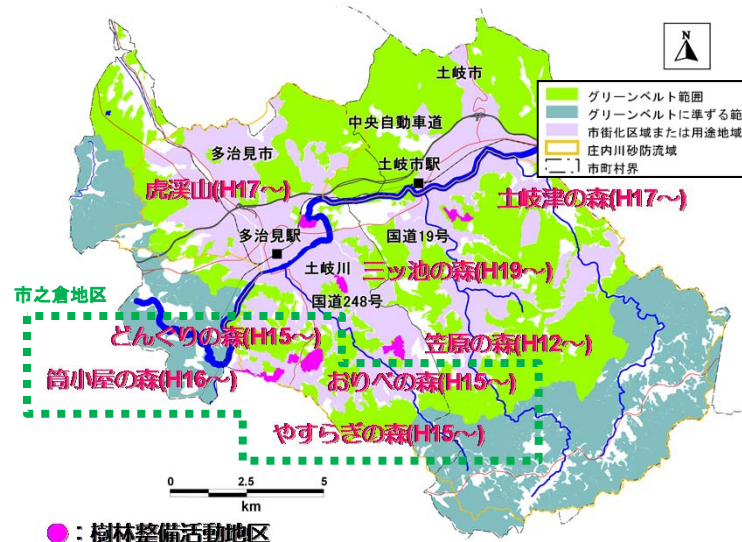 N
土岐市
グリーンベルト範囲
グリーンベルトに準ずる範
市街化区域または用途地域
庄内川砂防流域
市町村界
中央自動車道
多治見市
土岐市駅
虎渓山(H17～)
土岐津の森(H17～)
多治見駅
国道19号
土岐川
三ッ池の森(H19～)
市之倉地区
国道248号
どんぐりの森(H15～)
笠原の森(H12～)
筒小屋の森(H16～)
おりべの森(H15～)
やすらぎの森(H15～)
0 2.5 5
km
：樹林整備活動地区